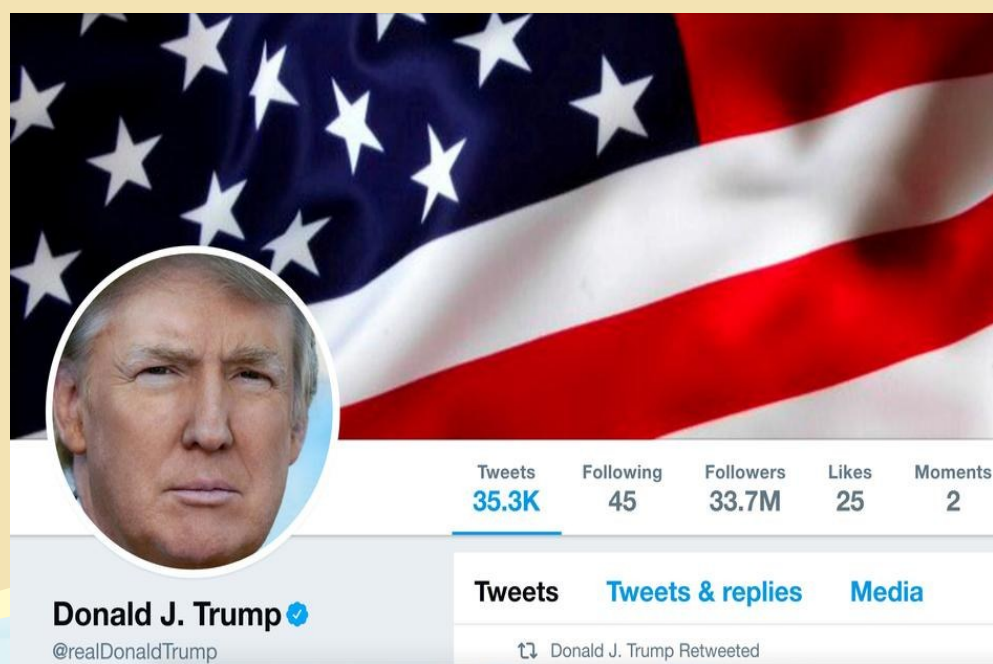 Tweets Following Followers Likes Moments
35.3K 45 33.7M 25 2
Donald J. Trump
@realDonaldTrump
Tweets Tweets & replies Media
Donald J. Trump Retweeted